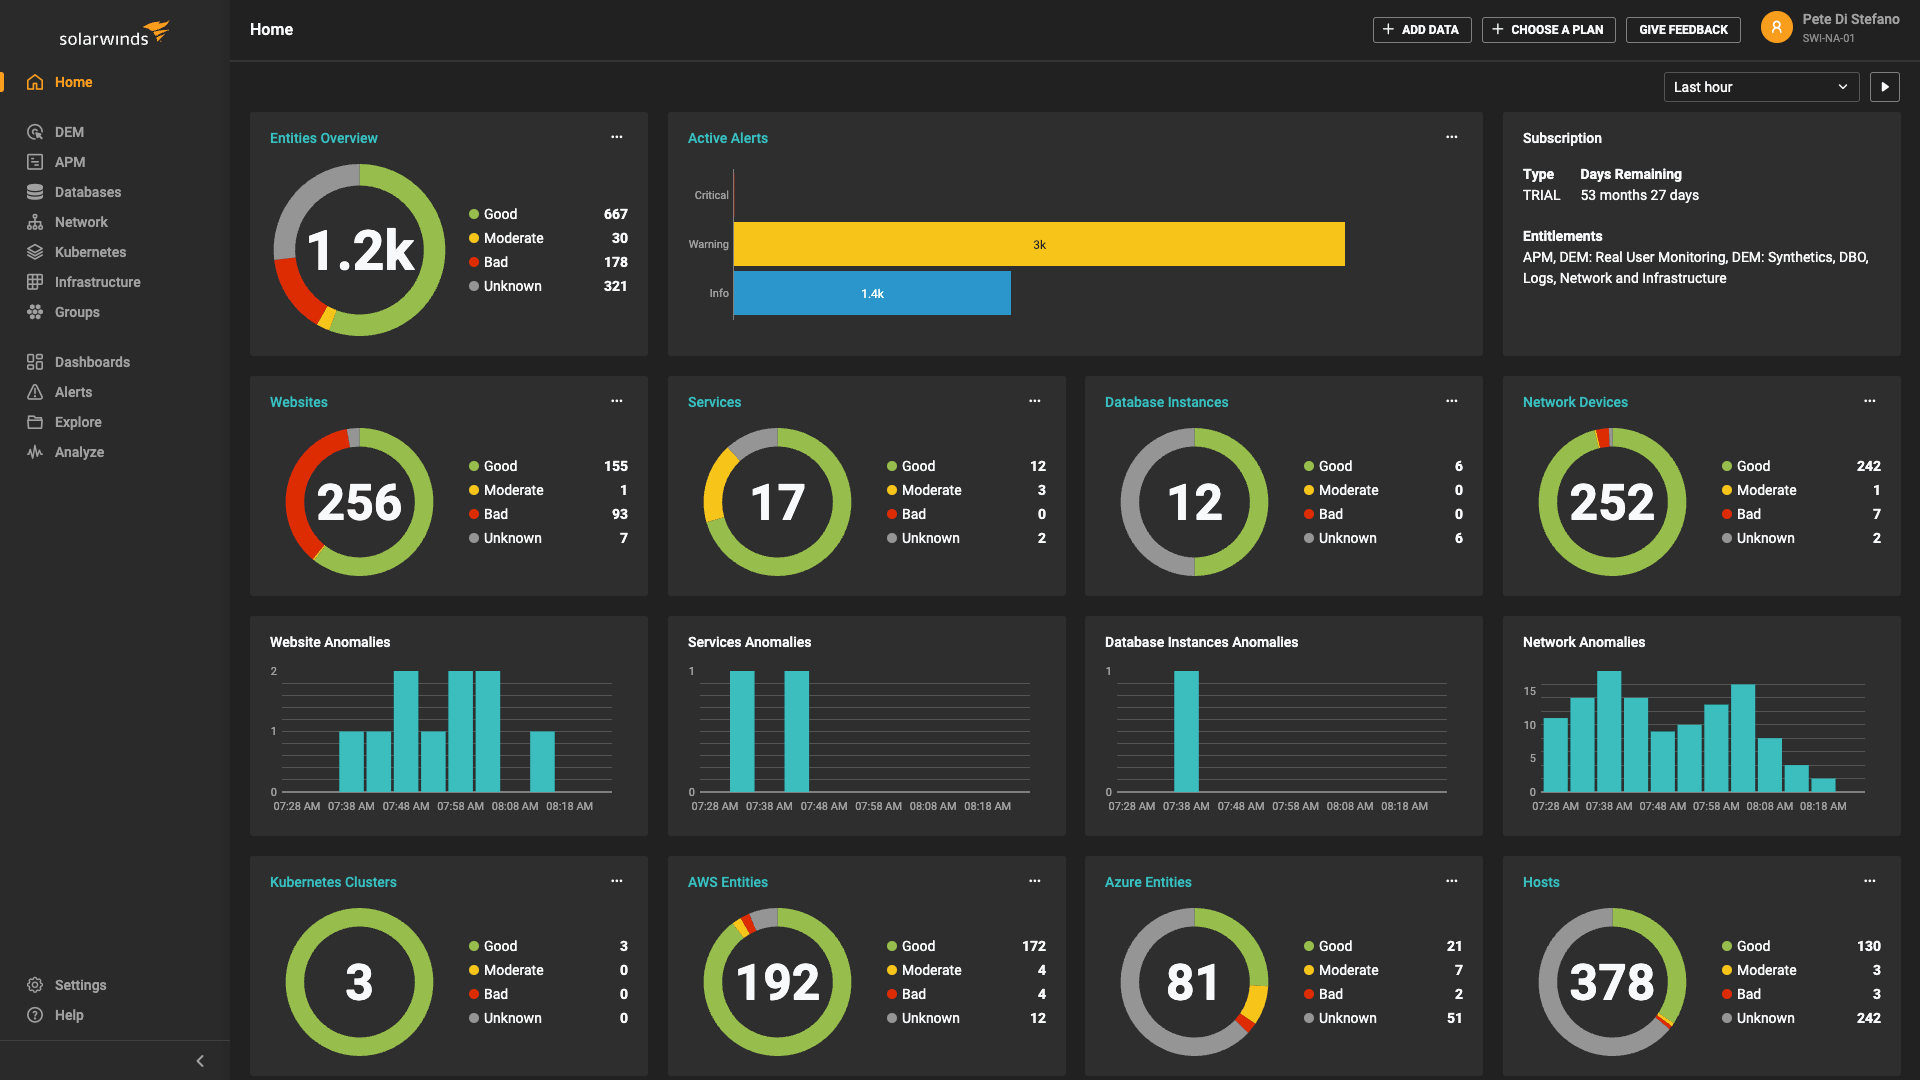 solarwinds
Home
DEM
APM
Databases
Network
Kubernetes
Infrastructure
Groups
Dashboards
Alerts
Explore
Analyze
Settings
Help
Home
ADD DATA
CHOOSE A PLAN
GIVE FEEDBACK
Pete Di Stefano
SWI-NA-01
Last hour
Entities Overview
1.2k
Good 667
Moderate 30
Bad 178
Unknown 321
Active Alerts
Critical
Warning 3k
Info 1.4k
Subscription
Type Days Remaining
TRIAL 53 months 27 days
Entitlements
APM, DEM: Real User Monitoring, DEM: Synthetics, DBO,
Logs, Network and Infrastructure
Websites
256
Good 155
Moderate 1
Bad 93
Unknown 7
Services
17
Good 12
Moderate 3
Bad 0
Unknown 2
Database Instances
12
Good 6
Moderate 0
Bad 0
Unknown 6
Network Devices
252
Good 242
Moderate 1
Bad 7
Unknown 2
Website Anomalies
2
1
0
07:28 AM 07:38 AM 07:48 AM 07:58 AM 08:08 AM 08:18 AM
Services Anomalies
1
0
07:28 AM 07:38 AM 07:48 AM 07:58 AM 08:08 AM 08:18 AM
Database Instances Anomalies
1
0
07:28 AM 07:38 AM 07:48 AM 07:58 AM 08:08 AM 08:18 AM
Network Anomalies
15
10
5
0
07:28 AM 07:38 AM 07:48 AM 07:58 AM 08:08 AM 08:18 AM
Kubernetes Clusters
3
Good 3
Moderate 0
Bad 0
Unknown 0
AWS Entities
192
Good 172
Moderate 4
Bad 4
Unknown 12
Azure Entities
81
Good 21
Moderate 7
Bad 2
Unknown 51
Hosts
378
Good 130
Moderate 3
Bad 3
Unknown 242